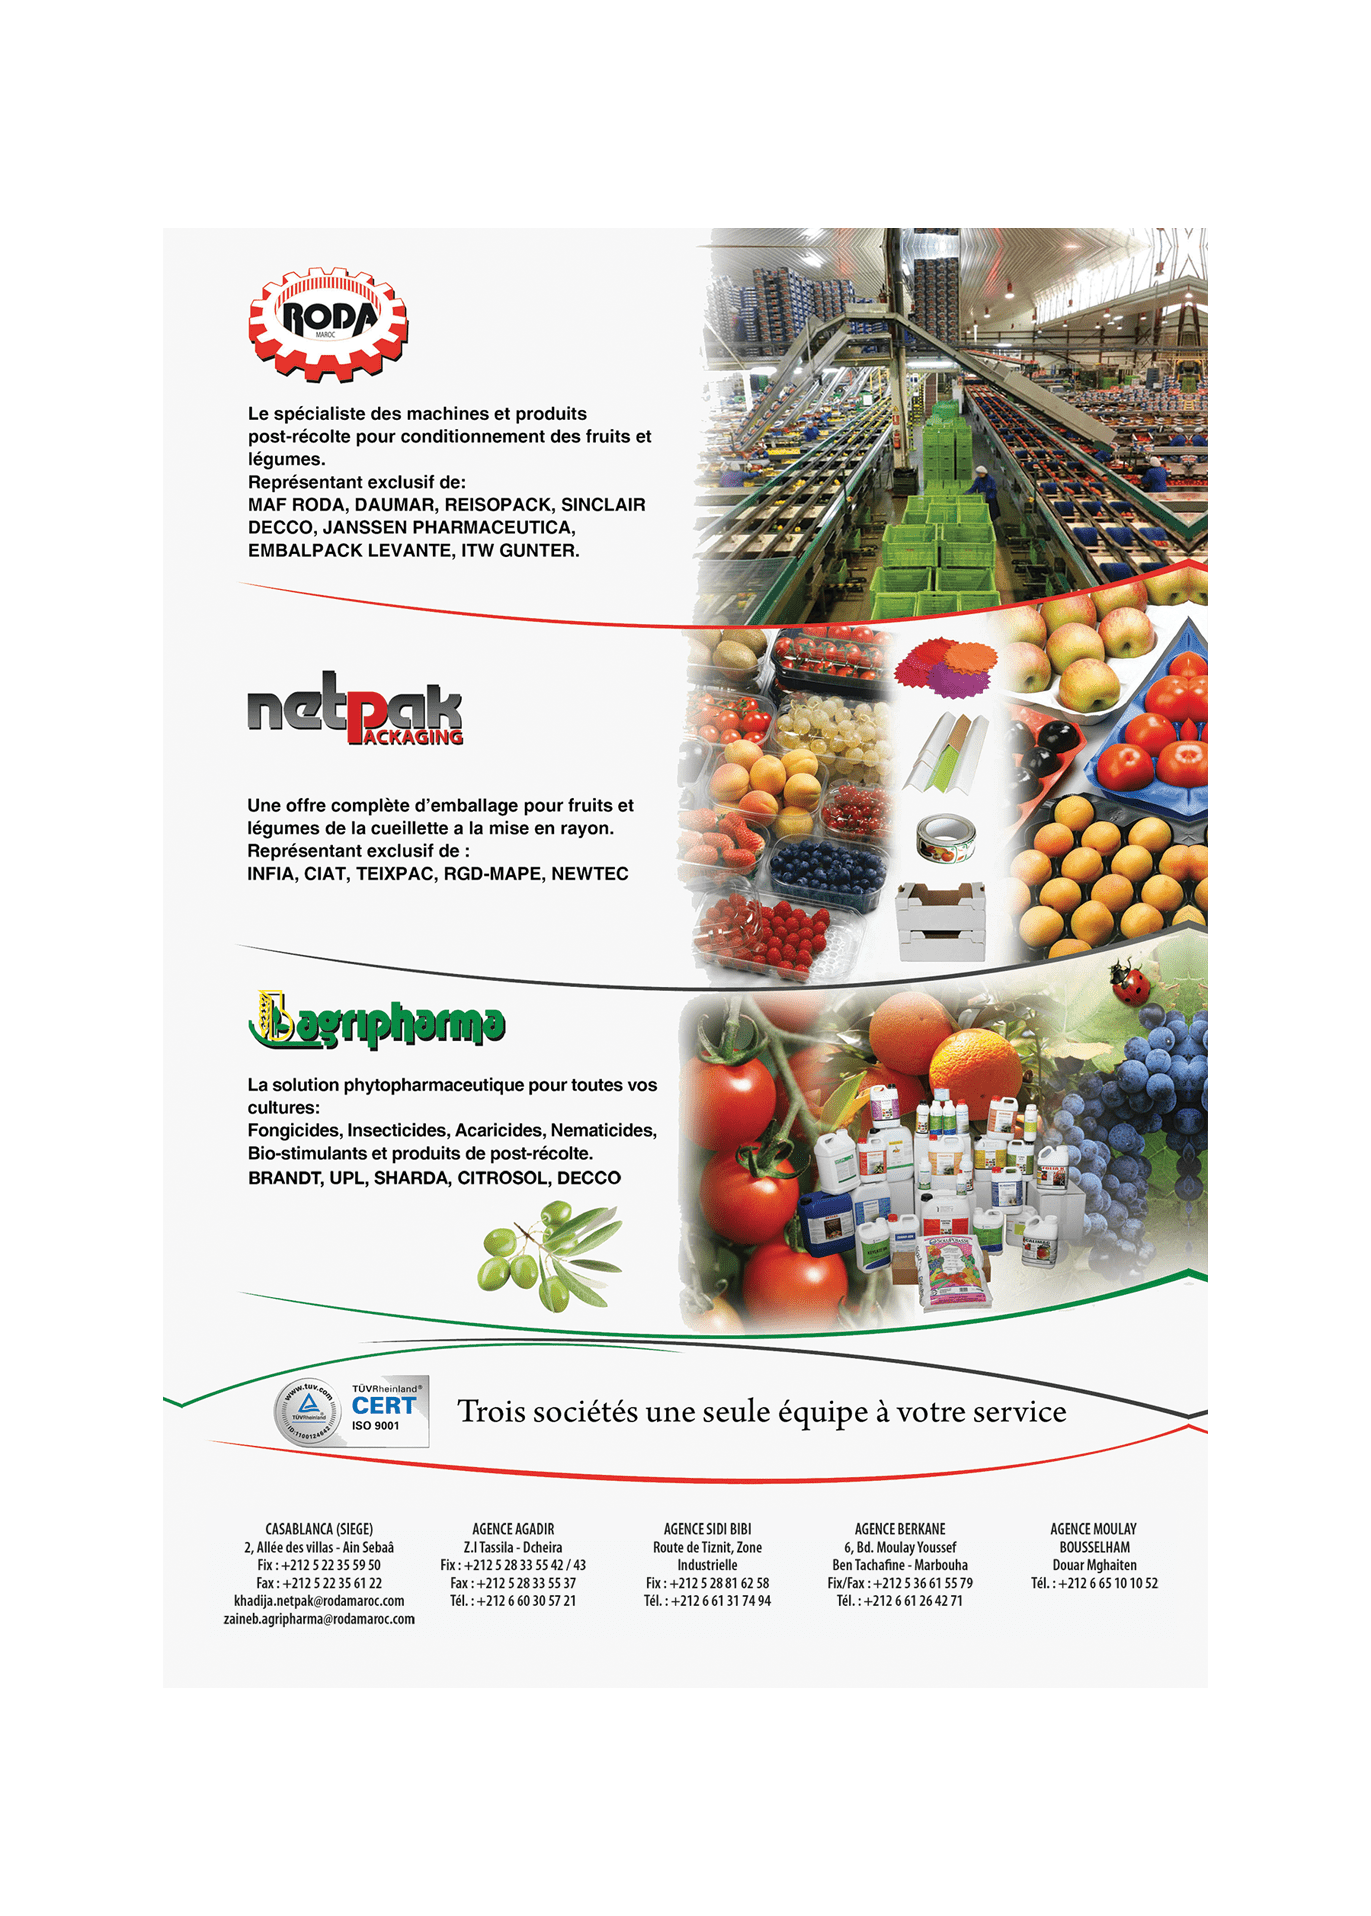 RODA
MAROC
Le spécialiste des machines et produits
post-récolte pour conditionnement des fruits et
légumes.
Représentant exclusif de:
MAF RODA, DAUMAR, REISOPACK, SINCLAIR
DECCO, JANSSEN PHARMACEUTICA,
EMBALPACK LEVANTE, ITW GUNTER.
netpak
PACKAGING
Une offre complète d'emballage pour fruits et
légumes de la cueillette a la mise en rayon.
Représentant exclusif de :
INFIA, CIAT, TEIXPAC, RGD-MAPE, NEWTEC
agripharma
La solution phytopharmaceutique pour toutes vos
cultures:
Fongicides, Insecticides, Acaricides, Nematicides,
Bio-stimulants et produits de post-récolte.
BRANDT, UPL, SHARDA, CITROSOL, DECCO
www.tuv.com
TÜVRheinland
ID:1100124642
TÜVRheinland®
CERT
ISO 9001
Trois sociétés une seule équipe à votre service
CASABLANCA (SIEGE)
2, Allée des villas - Ain Sebaâ
Fix : +212 5 22 35 59 50
Fax : +212 5 22 35 61 22
khadija.netpak@rodamaroc.com
zaineb.agripharma@rodamaroc.com
AGENCE AGADIR
Z.I Tassila - Dcheira
Fix : +212 5 28 33 55 42 / 43
Fax : +212 5 28 33 55 37
Tél. : +212 6 60 30 57 21
AGENCE SIDI BIBI
Route de Tiznit, Zone
Industrielle
Fix : +212 5 28 81 62 58
Tél. : +212 6 61 31 74 94
AGENCE BERKANE
6, Bd. Moulay Youssef
Ben Tachafine - Marbouha
Fix/Fax : +212 5 36 61 55 79
Tél. : +212 6 61 26 42 71
AGENCE MOULAY
BOUSSELHAM
Douar Mghaiten
Tél. : +212 6 65 10 10 52